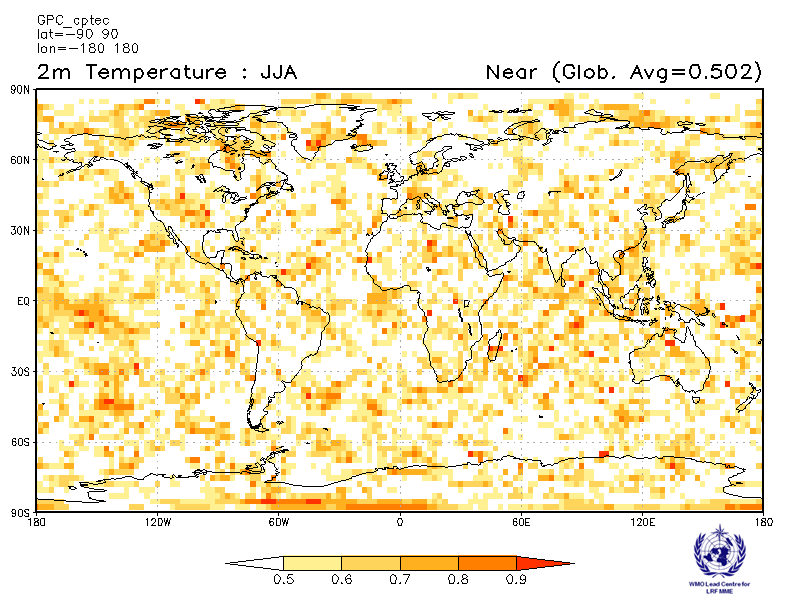 GPC_cptec
lat=-90 90
lon=-180 180
2m Temperature : JJA
Near (Glob. Avg=0.502)
90N
60N
30N
EQ
30S
60S
90S
180 120W 60W 0 60E 120E 180
0.5 0.6 0.7 0.8 0.9
WMO Lead Centre for
LRF MME